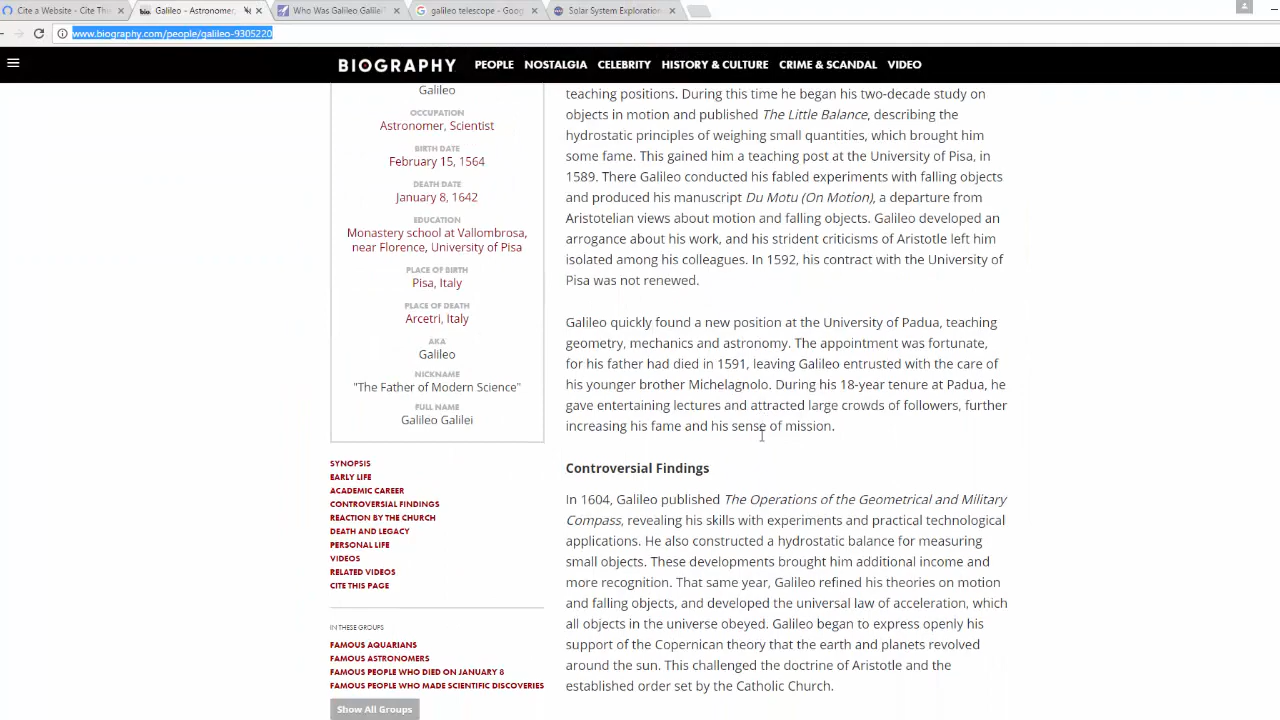 Cite a Website - Cite Thi
Galileo - Astronomer,
Who Was Galileo Galilei?
galileo telescope - Goog
Solar System Exploration
www.biography.com/people/galileo-9305220
BIOGRAPHY
PEOPLE NOSTALGIA CELEBRITY HISTORY & CULTURE CRIME & SCANDAL VIDEO
Galileo
OCCUPATION
Astronomer, Scientist
BIRTH DATE
February 15, 1564
DEATH DATE
January 8, 1642
EDUCATION
Monastery school at Vallombrosa,
near Florence, University of Pisa
PLACE OF BIRTH
Pisa, Italy
PLACE OF DEATH
Arcetri, Italy
AKA
Galileo
NICKNAME
"The Father of Modern Science"
FULL NAME
Galileo Galilei
SYNOPSIS
EARLY LIFE
ACADEMIC CAREER
CONTROVERSIAL FINDINGS
REACTION BY THE CHURCH
DEATH AND LEGACY
PERSONAL LIFE
VIDEOS
RELATED VIDEOS
CITE THIS PAGE
IN THESE GROUPS
FAMOUS AQUARIANS
FAMOUS ASTRONOMERS
FAMOUS PEOPLE WHO DIED ON JANUARY 8
FAMOUS PEOPLE WHO MADE SCIENTIFIC DISCOVERIES
Show All Groups
teaching positions. During this time he began his two-decade study on
objects in motion and published The Little Balance, describing the
hydrostatic principles of weighing small quantities, which brought him
some fame. This gained him a teaching post at the University of Pisa, in
1589. There Galileo conducted his fabled experiments with falling objects
and produced his manuscript Du Motu (On Motion), a departure from
Aristotelian views about motion and falling objects. Galileo developed an
arrogance about his work, and his strident criticisms of Aristotle left him
isolated among his colleagues. In 1592, his contract with the University of
Pisa was not renewed.
Galileo quickly found a new position at the University of Padua, teaching
geometry, mechanics and astronomy. The appointment was fortunate,
for his father had died in 1591, leaving Galileo entrusted with the care of
his younger brother Michelagnolo. During his 18-year tenure at Padua, he
gave entertaining lectures and attracted large crowds of followers, further
increasing his fame and his sense of mission.
Controversial Findings
In 1604, Galileo published The Operations of the Geometrical and Military
Compass, revealing his skills with experiments and practical technological
applications. He also constructed a hydrostatic balance for measuring
small objects. These developments brought him additional income and
more recognition. That same year, Galileo refined his theories on motion
and falling objects, and developed the universal law of acceleration, which
all objects in the universe obeyed. Galileo began to express openly his
support of the Copernican theory that the earth and planets revolved
around the sun. This challenged the doctrine of Aristotle and the
established order set by the Catholic Church.